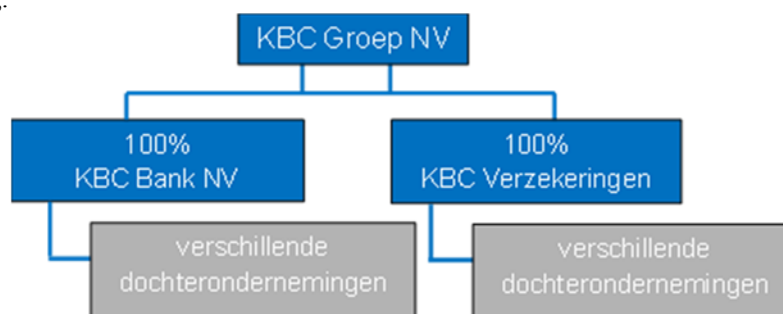 KBC Groep NV
100%
KBC Bank NV
100%
KBC Verzekeringen
verschillende
dochterondernemingen
verschillende
dochterondernemingen